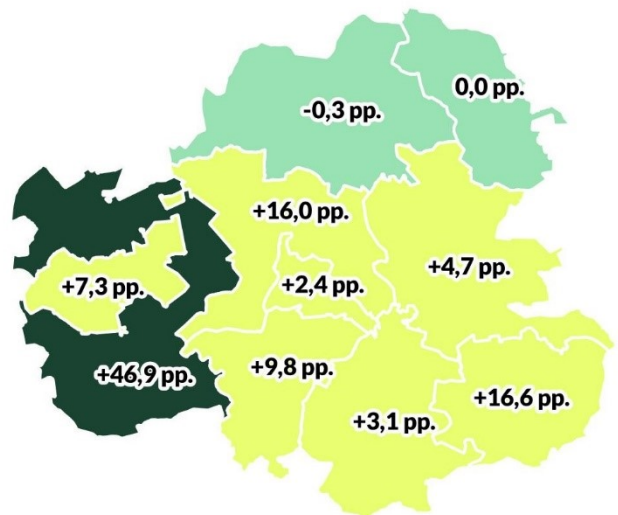 0,0 pp.
-0,3 pp.
+16,0 pp.
+4,7 pp.
+7,3 pp.
+2,4 pp.
+9,8 pp.
+46,9 pp.
+16,6 pp.
+3,1 pp.